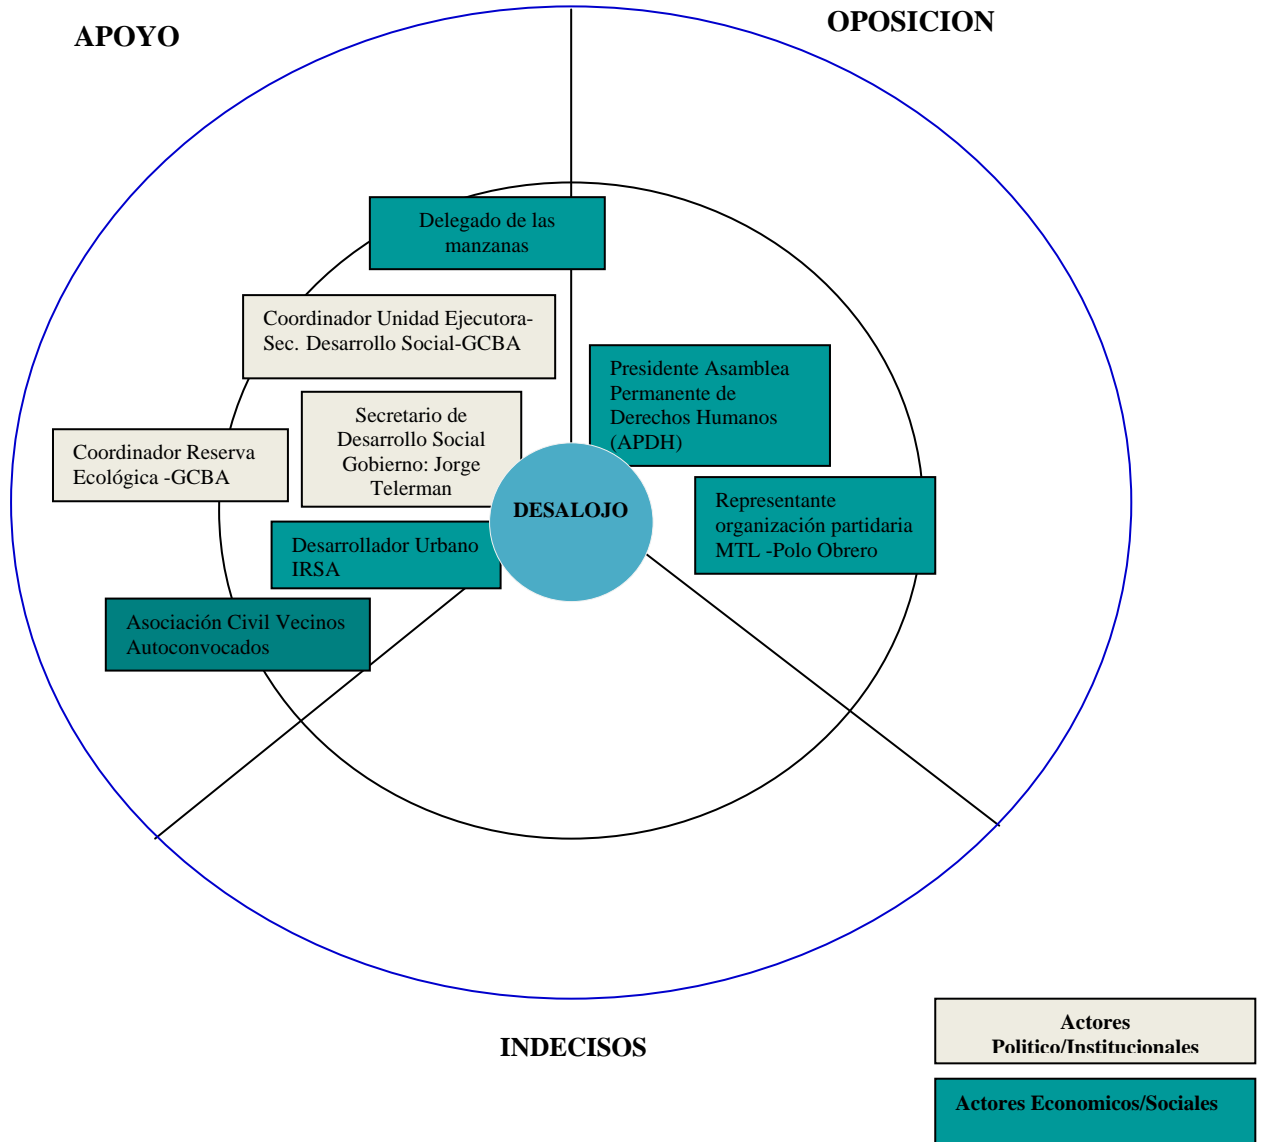 APOYO
OPOSICION
Delegado de las
manzanas
Coordinador Unidad Ejecutora-
Sec. Desarrollo Social-GCBA
Presidente Asamblea
Permanente de
Derechos Humanos
(APDH)
Secretario de
Desarrollo Social
Gobierno: Jorge
Telerman
Coordinador Reserva
Ecológica -GCBA
DESALOJO
Representante
organización partidaria
MTL -Polo Obrero
Desarrollador Urbano
IRSA
Asociación Civil Vecinos
Autoconvocados
INDECISOS
Actores
Politico/Institucionales
Actores Economicos/Sociales